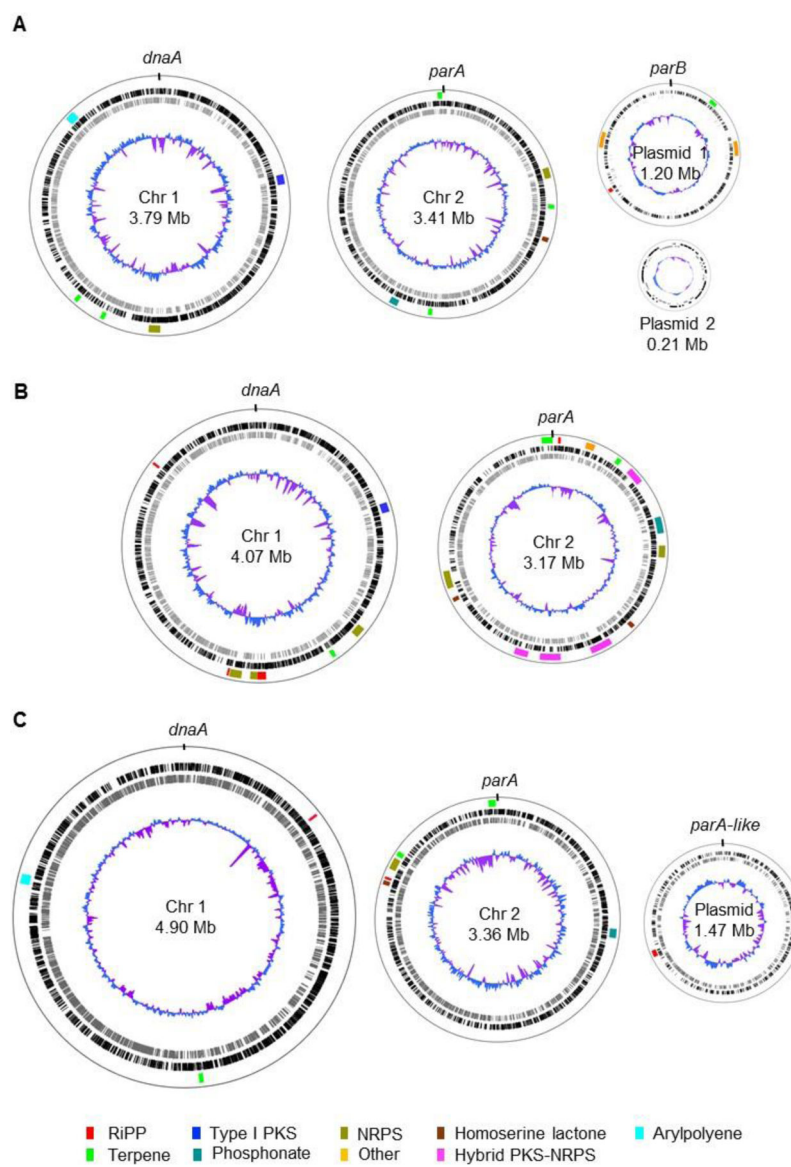 A
dnaA
parA
parB
Chr 1
3.79 Mb
Chr 2
3.41 Mb
Plasmid 1
1.20 Mb
Plasmid 2
0.21 Mb
B
dnaA
parA
Chr 1
4.07 Mb
Chr 2
3.17 Mb
C
dnaA
parA
parA-like
Chr 1
4.90 Mb
Chr 2
3.36 Mb
Plasmid
1.47 Mb
RiPP Type I PKS NRPS Homoserine lactone Arylpolyene
Terpene Phosphonate Other Hybrid PKS-NRPS